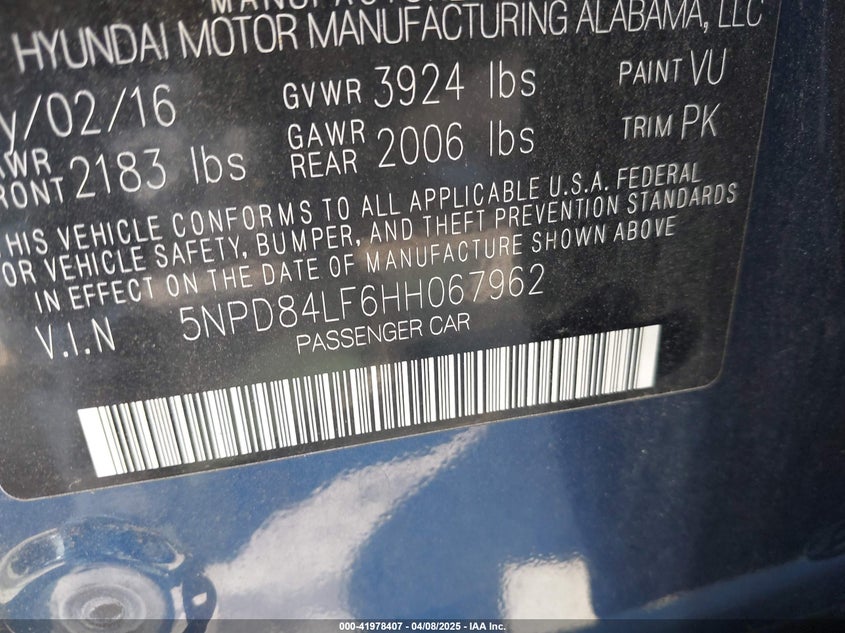 HYUNDAI MOTOR MANUFACTURING ALABAMA, LLC
/02/16 GVWR 3924 lbs PAINT VU
2183 lbs GAWR REAR 2006 lbs TRIM PK
HIS VEHICLE CONFORMS TO ALL APPLICABLE U.S.A. FEDERAL
OR VEHICLE SAFETY, BUMPER, AND THEFT PREVENTION STANDARDS
IN EFFECT ON THE DATE OF MANUFACTURE SHOWN ABOVE
V.I.N 5NPD84LF6HH067962
PASSENGER CAR
000-41978407 - 04/08/2025 - IAA Inc.